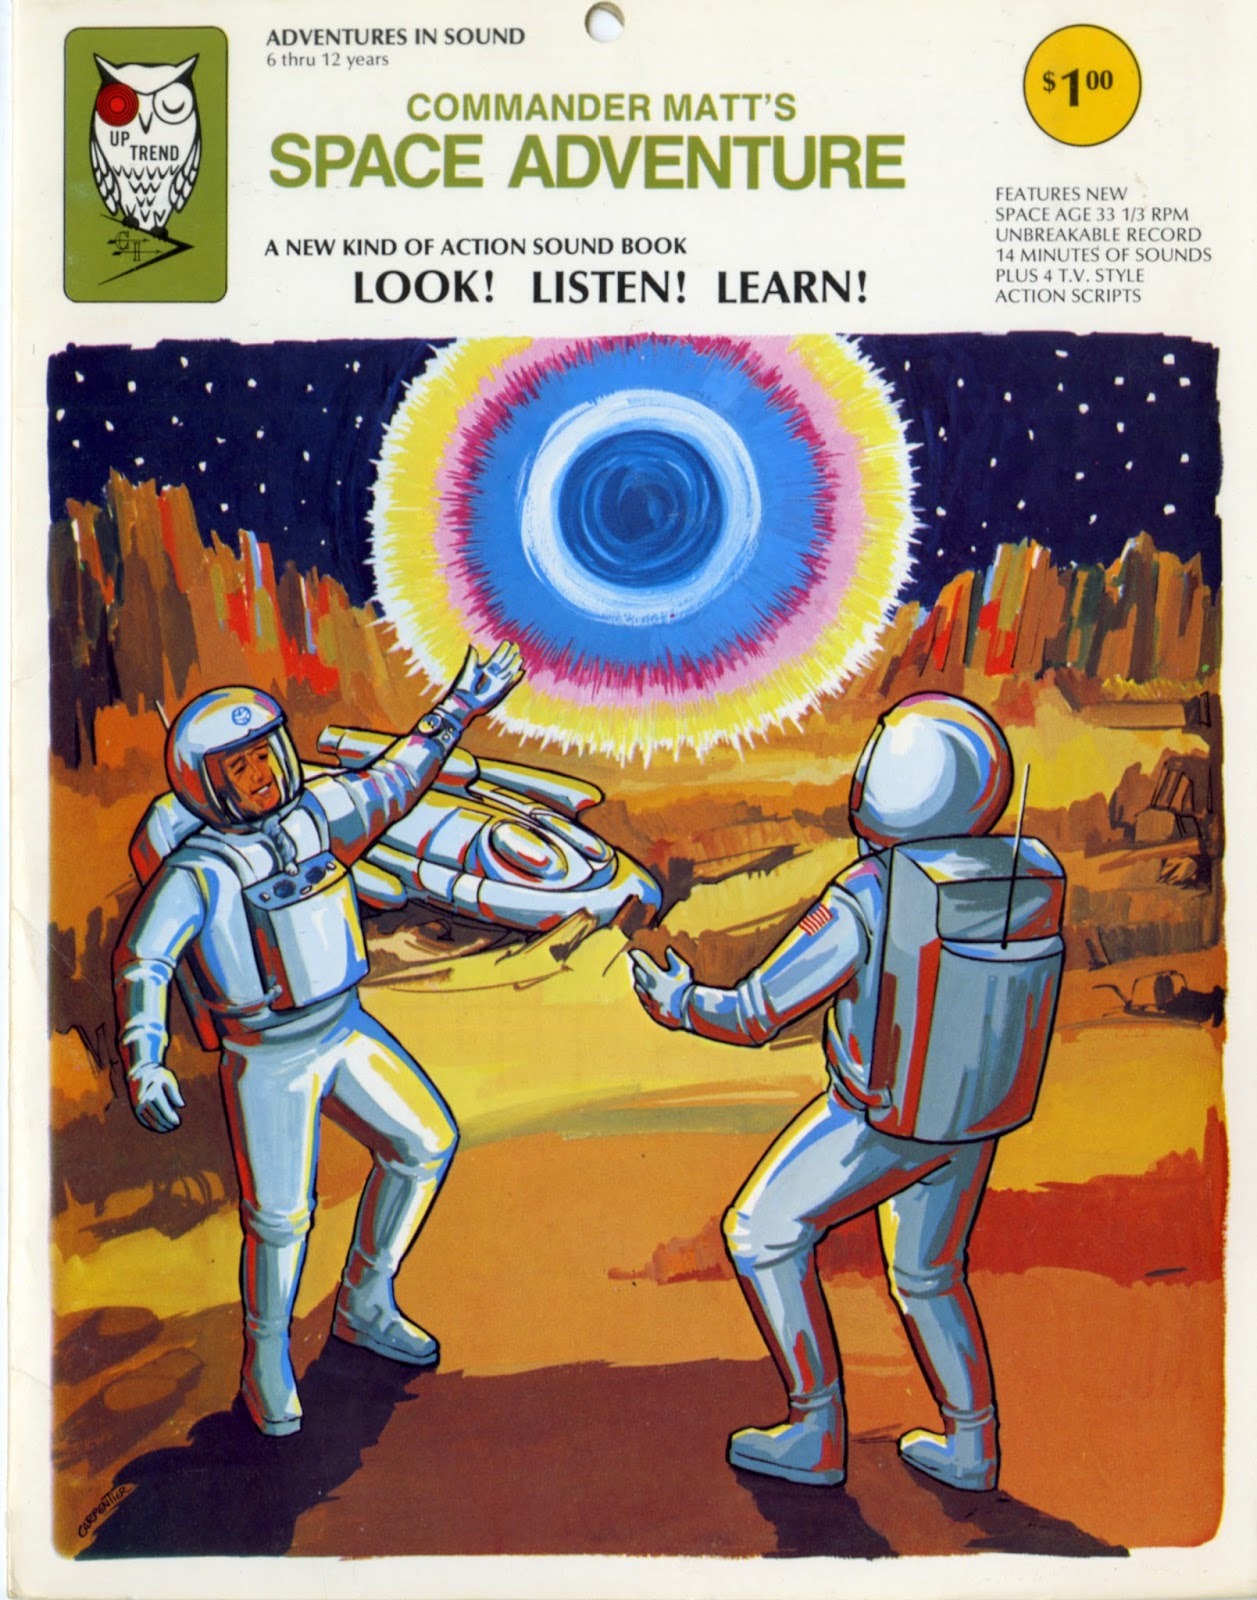 ADVENTURES IN SOUND
6 thru 12 years
$1 00
COMMANDER MATT'S
SPACE ADVENTURE
UP
TREND
FEATURES NEW
SPACE AGE 33 1/3 RPM
UNBREAKABLE RECORD
14 MINUTES OF SOUNDS
PLUS 4 T.V. STYLE
ACTION SCRIPTS
A NEW KIND OF ACTION SOUND BOOK
LOOK! LISTEN! LEARN!
CARPENTIER